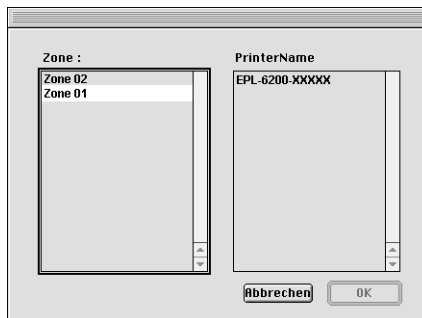 Zone :
PrinterName
Zone 02
Zone 01
EPL-6200-XXXXX
Abbrechen
OK